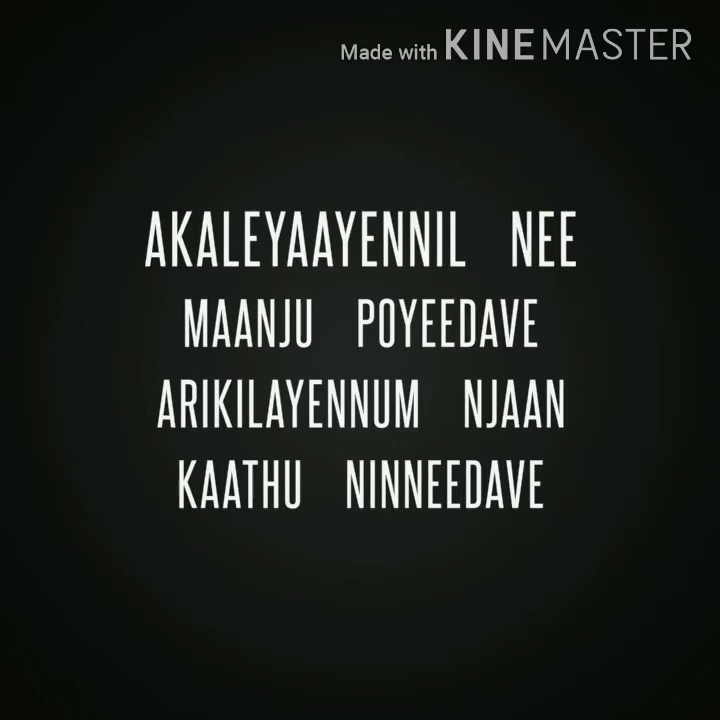 Made with KINEMASTER
AKALEYAAYENNIL NEE
MAANJU POYEEDAVE
ARIKILAYENNUM NJAAN
KAATHU NINNEEDAVE